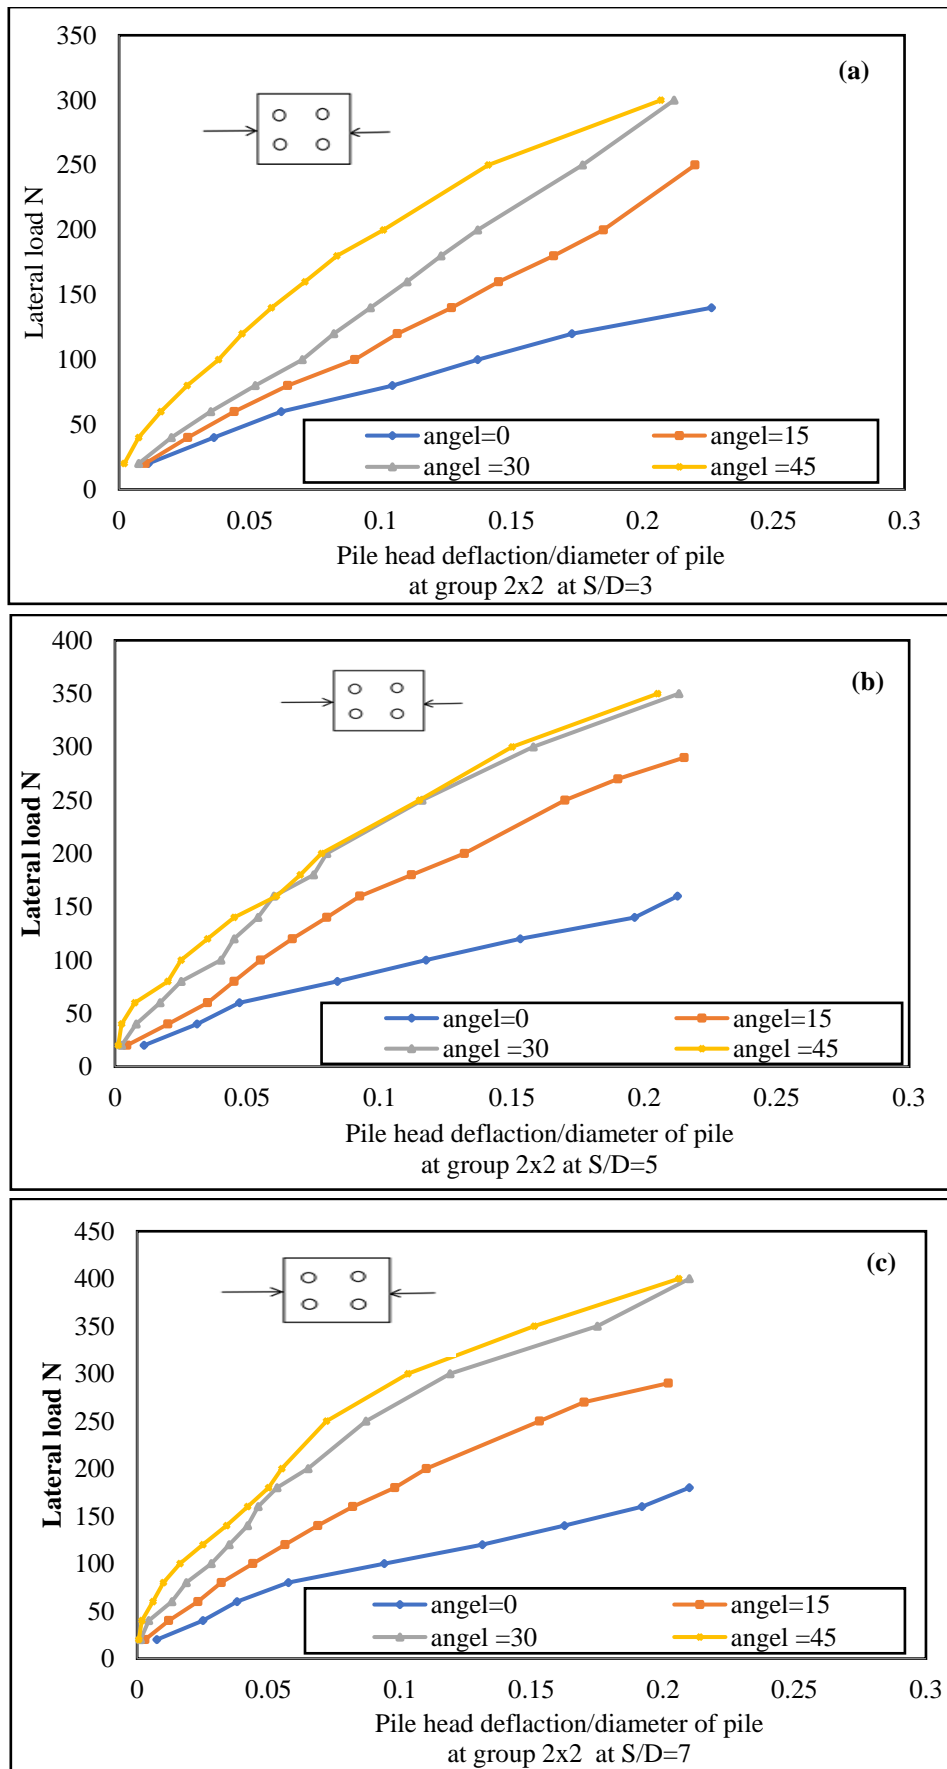 (a)
350
300
250
200
150
100
50
0
Lateral load N
angel=0 angel=15
angel =30 angel =45
0 0.05 0.1 0.15 0.2 0.25 0.3
Pile head deflaction/diameter of pile
at group 2x2 at S/D=3
(b)
400
350
300
250
200
150
100
50
0
Lateral load N
angel=0 angel=15
angel =30 angel =45
0 0.05 0.1 0.15 0.2 0.25 0.3
Pile head deflaction/diameter of pile
at group 2x2 at S/D=5
(c)
450
400
350
300
250
200
150
100
50
0
Lateral load N
angel=0 angel=15
angel =30 angel =45
0 0.05 0.1 0.15 0.2 0.25 0.3
Pile head deflaction/diameter of pile
at group 2x2 at S/D=7